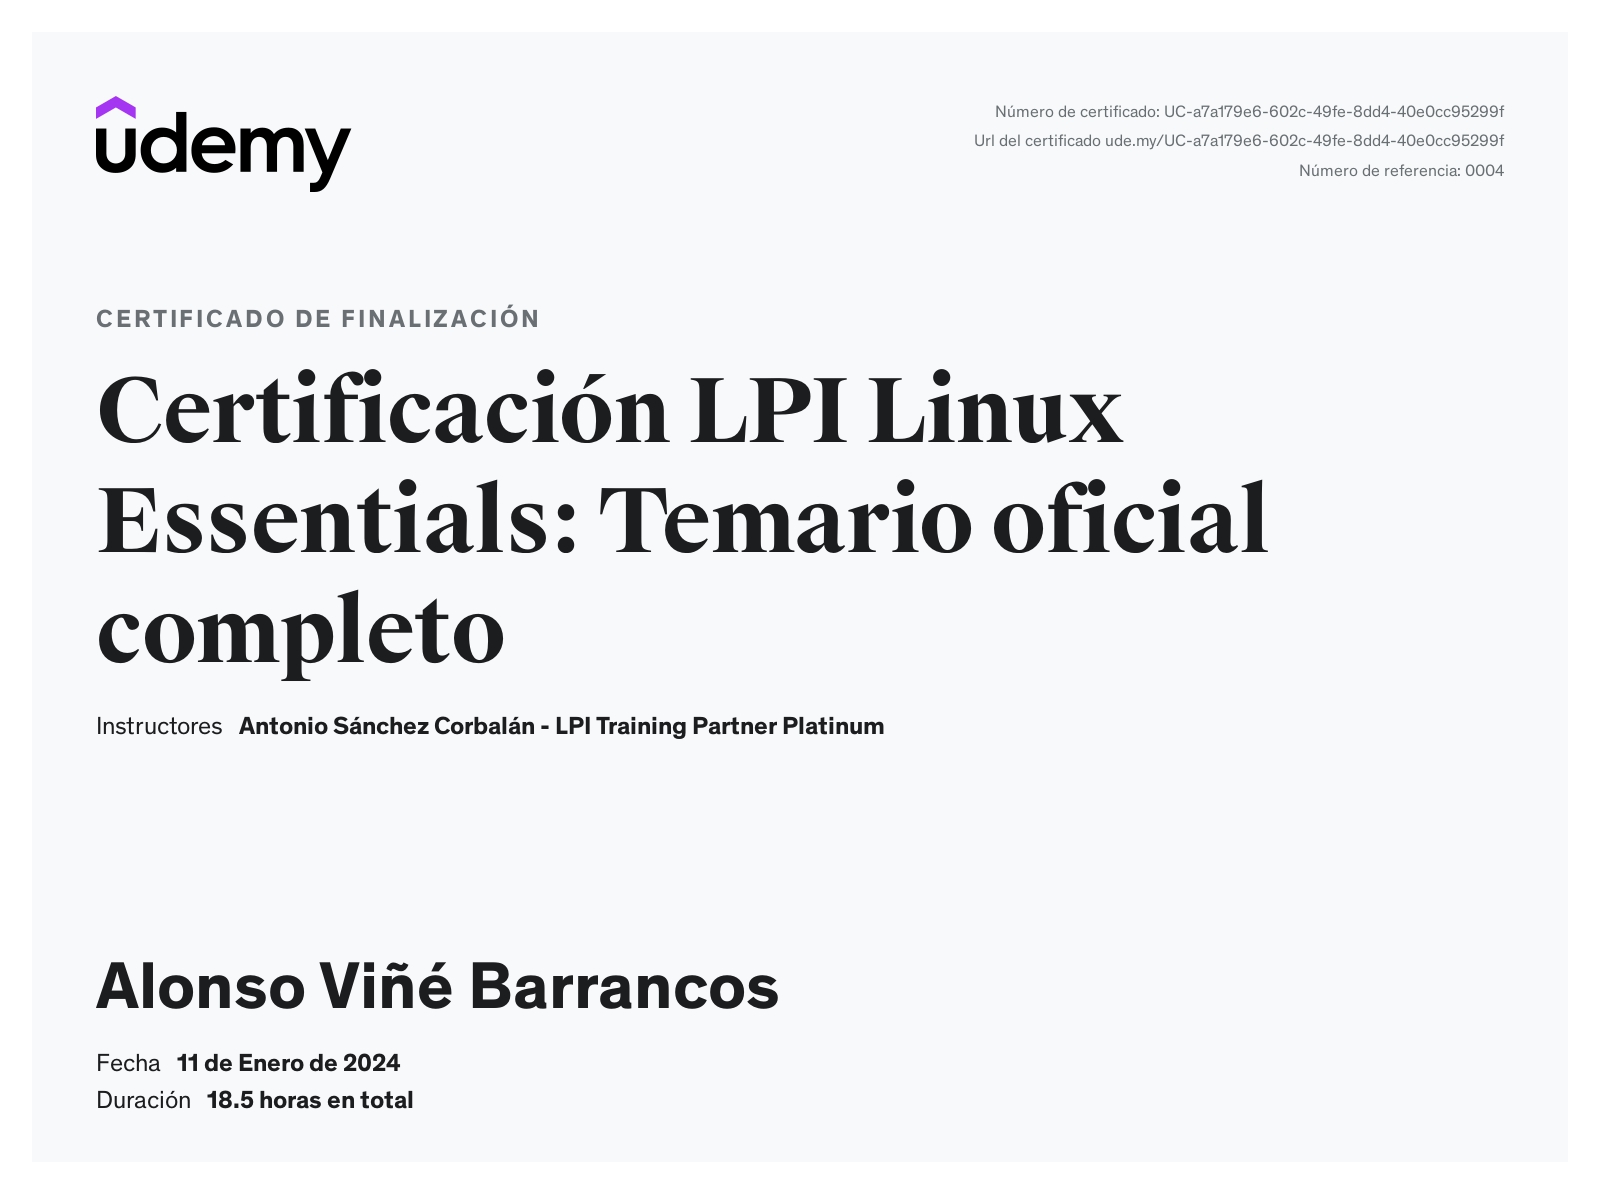 udemy
Número de certificado: UC-a7a179e6-602c-49fe-8dd4-40e0cc95299f
Url del certificado ude.my/UC-a7a179e6-602c-49fe-8dd4-40e0cc95299f
Número de referencia: 0004
CERTIFICADO DE FINALIZACIÓN
Certificación LPI Linux
Essentials: Temario oficial
completo
Instructores Antonio Sánchez Corbalán - LPI Training Partner Platinum
Alonso Viñé Barrancos
Fecha 11 de Enero de 2024
Duración 18.5 horas en total